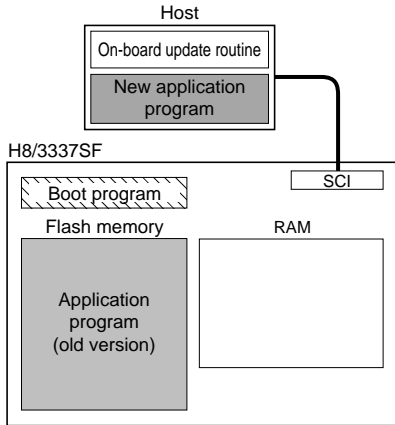 Host
On-board update routine
New application
program
H8/3337SF
SCI
Boot program
Flash memory
RAM
Application
program
(old version)